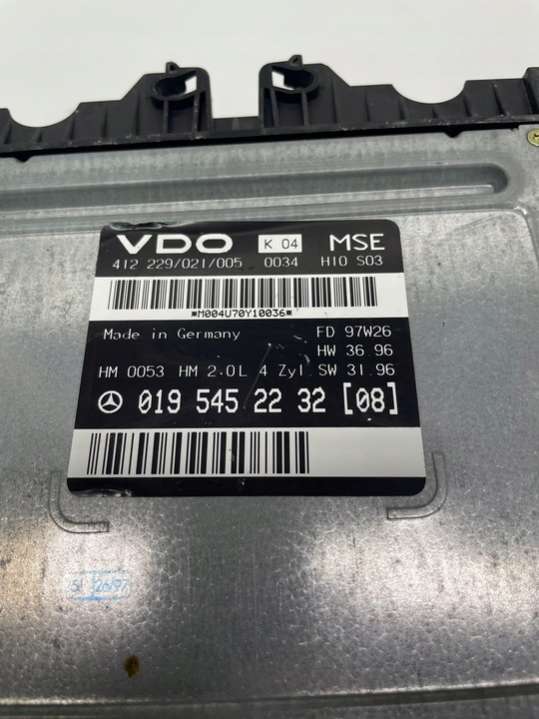 VDO K 04 MSE
412 229/021/005 0034 H10 S03
*M004U70Y10036*
Made in Germany FD 97W26
HW 36.96
HM 0053 HM 2.0L 4 Zyl SW 31.96
019 545 22 32 [08]